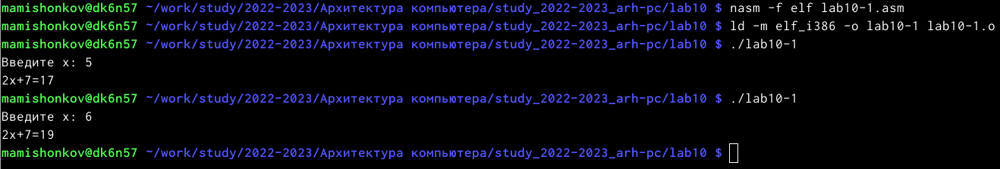 mamishonkov@dk6n57 ~/work/study/2022-2023/Архитектура компьютера/study_2022-2023_arh-pc/lab10 $ nasm -f elf lab10-1.asm
mamishonkov@dk6n57 ~/work/study/2022-2023/Архитектура компьютера/study_2022-2023_arh-pc/lab10 $ ld -m elf_i386 -o lab10-1 lab10-1.o
mamishonkov@dk6n57 ~/work/study/2022-2023/Архитектура компьютера/study_2022-2023_arh-pc/lab10 $ ./lab10-1
Введите x: 5
2x+7=17
mamishonkov@dk6n57 ~/work/study/2022-2023/Архитектура компьютера/study_2022-2023_arh-pc/lab10 $ ./lab10-1
Введите x: 6
2x+7=19
mamishonkov@dk6n57 ~/work/study/2022-2023/Архитектура компьютера/study_2022-2023_arh-pc/lab10 $